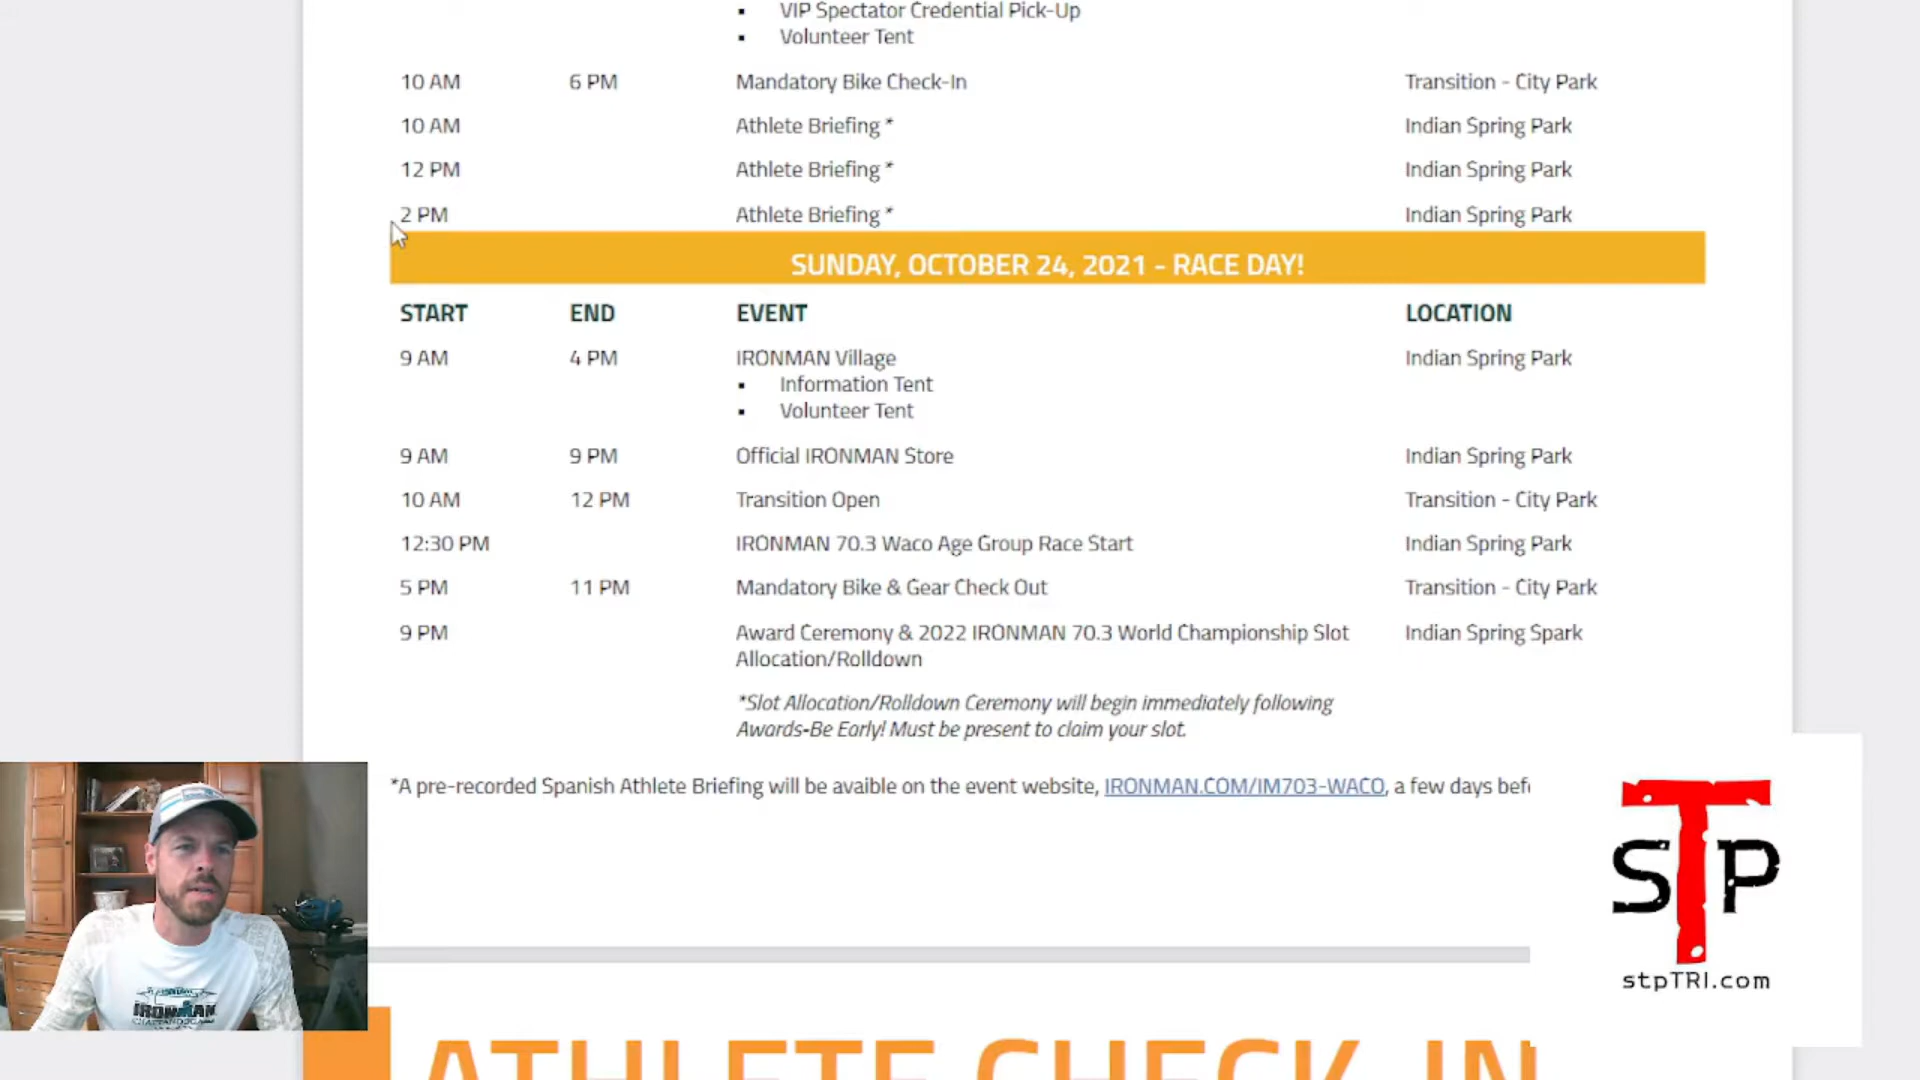 ▪ VIP Spectator Credential Pick-Up
▪ Volunteer Tent
10 AM 6 PM Mandatory Bike Check-In Transition - City Park
10 AM Athlete Briefing * Indian Spring Park
12 PM Athlete Briefing * Indian Spring Park
2 PM Athlete Briefing * Indian Spring Park
SUNDAY, OCTOBER 24, 2021 - RACE DAY!
START END EVENT LOCATION
9 AM 4 PM IRONMAN Village Indian Spring Park
▪ Information Tent
▪ Volunteer Tent
9 AM 9 PM Official IRONMAN Store Indian Spring Park
10 AM 12 PM Transition Open Transition - City Park
12:30 PM IRONMAN 70.3 Waco Age Group Race Start Indian Spring Park
5 PM 11 PM Mandatory Bike & Gear Check Out Transition - City Park
9 PM Award Ceremony & 2022 IRONMAN 70.3 World Championship Slot Indian Spring Spark
Allocation/Rolldown
*Slot Allocation/Rolldown Ceremony will begin immediately following
Awards-Be Early! Must be present to claim your slot.
*A pre-recorded Spanish Athlete Briefing will be avaible on the event website, IRONMAN.COM/IM703-WACO, a few days bef
STP
stpTRI.com
IRONMAN
CHATTANOOGA
ATHLETE CHECK-IN